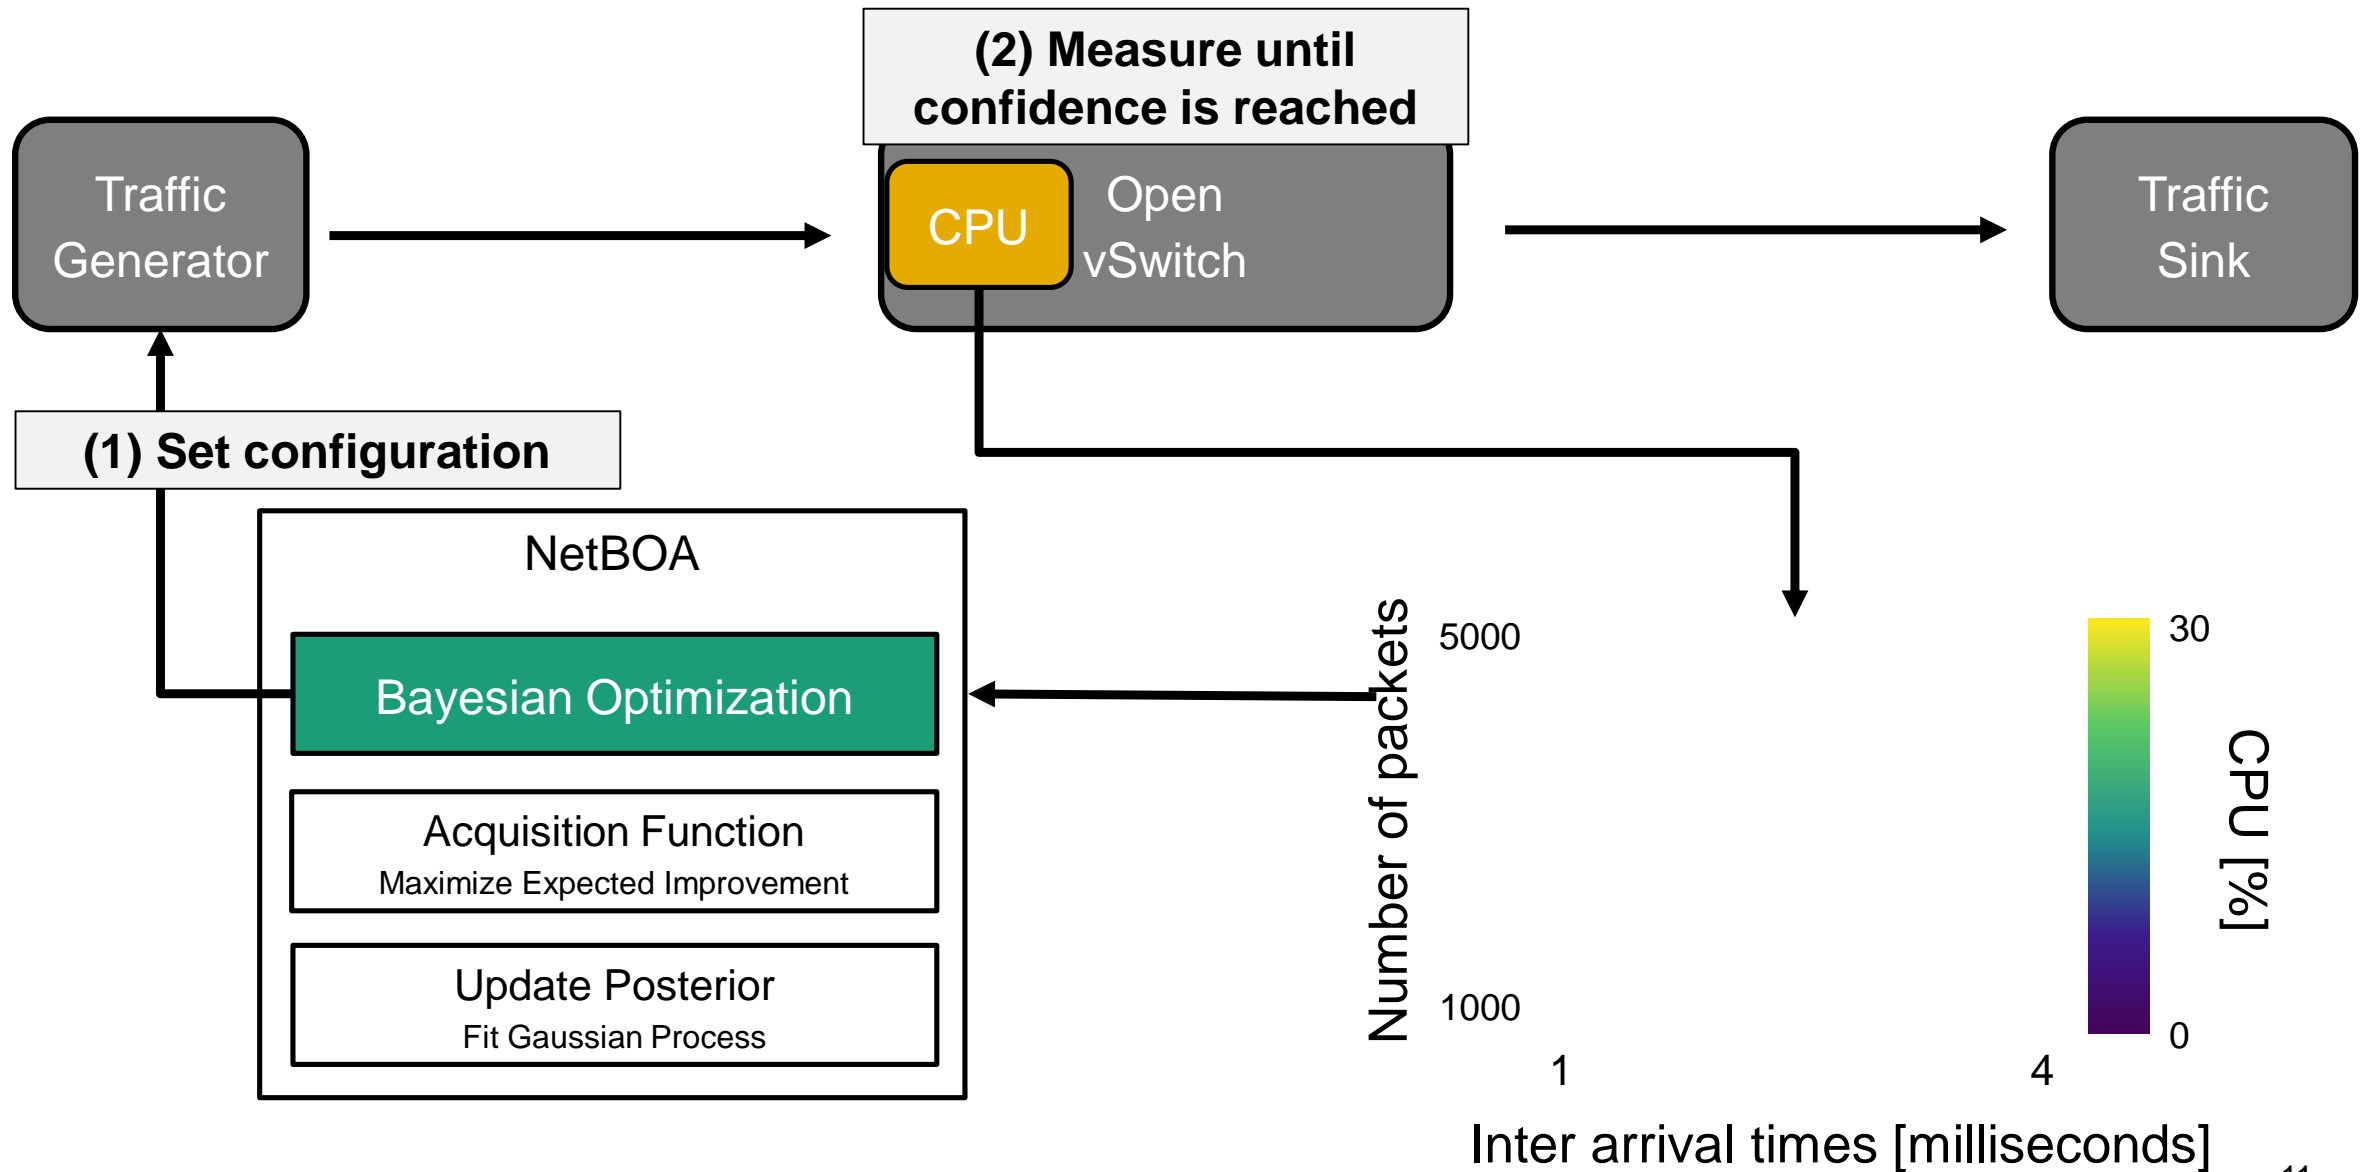 (2) Measure until
confidence is reached
Traffic
Generator
CPU
Open
vSwitch
Traffic
Sink
(1) Set configuration
NetBOA
Bayesian Optimization
Acquisition Function
Maximize Expected Improvement
Update Posterior
Fit Gaussian Process
Number of packets
5000
1000
1
4
Inter arrival times [milliseconds]
30
0
CPU [%]
11